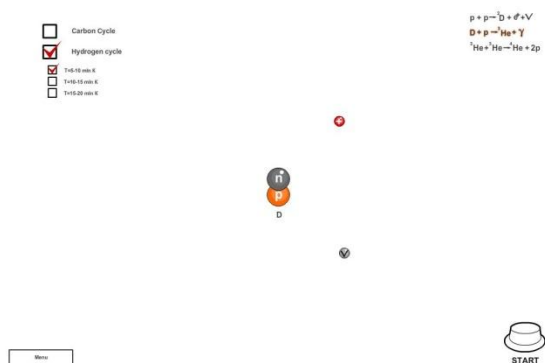 Carbon Cycle
Hydrogen cycle
T=8-10 mln K
T=10-15 mln K
T=15-20 mln K
p + p→²D + e⁺+V
D + p→³He + γ
³He+³He→⁴He + 2p
n
p
D
V
Menu
START